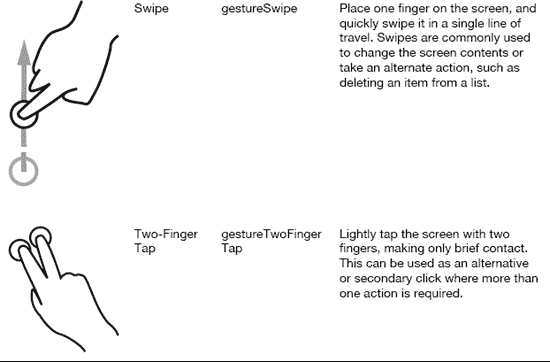 Swipe gestureSwipe Place one finger on the screen, and
quickly swipe it in a single line of
travel. Swipes are commonly used
to change the screen contents or
take an alternate action, such as
deleting an item from a list.
Two-Finger gestureTwoFinger Lightly tap the screen with two
Tap Tap fingers, making only brief contact.
This can be used as an alternative
or secondary click where more than
one action is required.